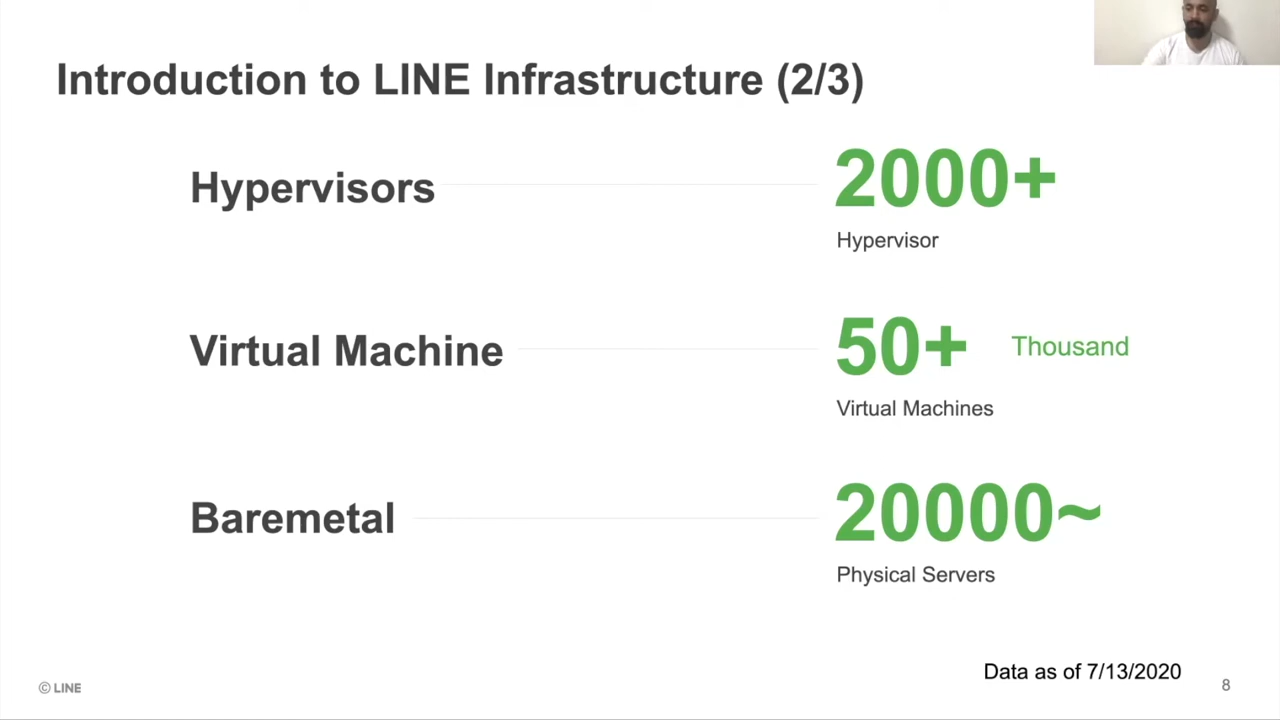 Introduction to LINE Infrastructure (2/3)
Hypervisors
2000+
Hypervisor
Virtual Machine
50+ Thousand
Virtual Machines
Baremetal
20000~
Physical Servers
Data as of 7/13/2020
© LINE
8